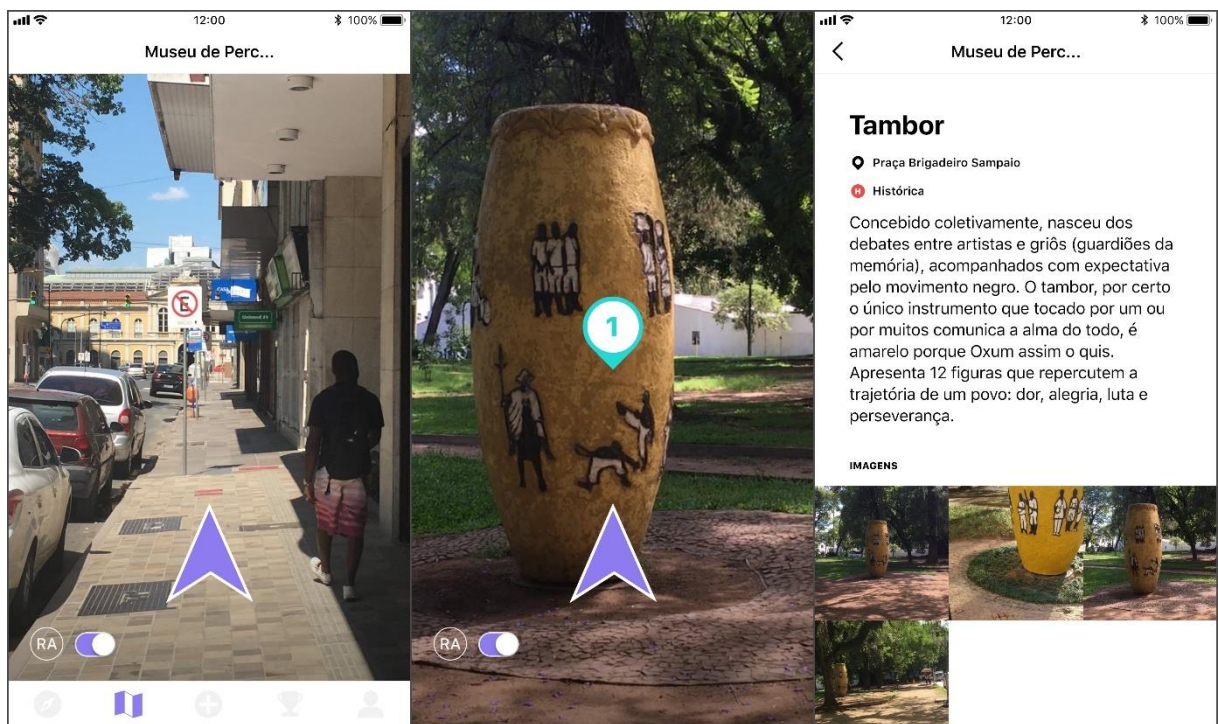 12:00
100%
Museu de Perc...
E
RA
1
RA
12:00
100%
Museu de Perc...
Tambor
Praça Brigadeiro Sampaio
H Histórica
Concebido coletivamente, nasceu dos
debates entre artistas e griôs (guardiões da
memória), acompanhados com expectativa
pelo movimento negro. O tambor, por certo
o único instrumento que tocado por um ou
por muitos comunica a alma do todo, é
amarelo porque Oxum assim o quis.
Apresenta 12 figuras que repercutem a
trajetória de um povo: dor, alegria, luta e
perseverança.
IMAGENS